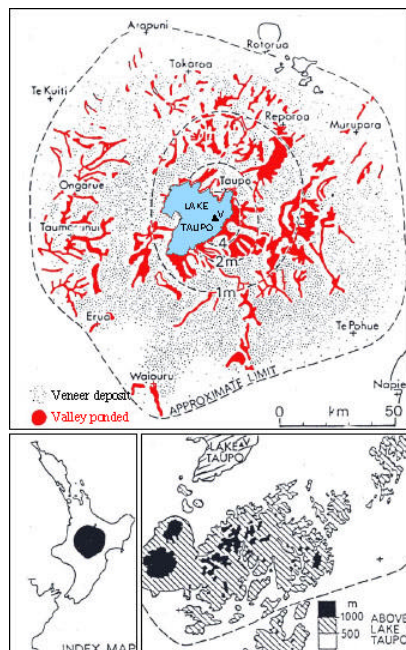 Arapuni
Rotorua
Tokoroa
Te Kuiti
Reporoa
Murupara
Taupo
Ongarue
LAKE
V
TAUPO
Taumarunui
4
2m
1m
Erua
Te Pohue
Waiouru
Napie
APPROXIMATE LIMIT
Veneer deposit
Valley ponded
0 km 50
LAKE V
TAUPO
m
1000
500
ABOVE
LAKE
TAUPO
INDEX MAP